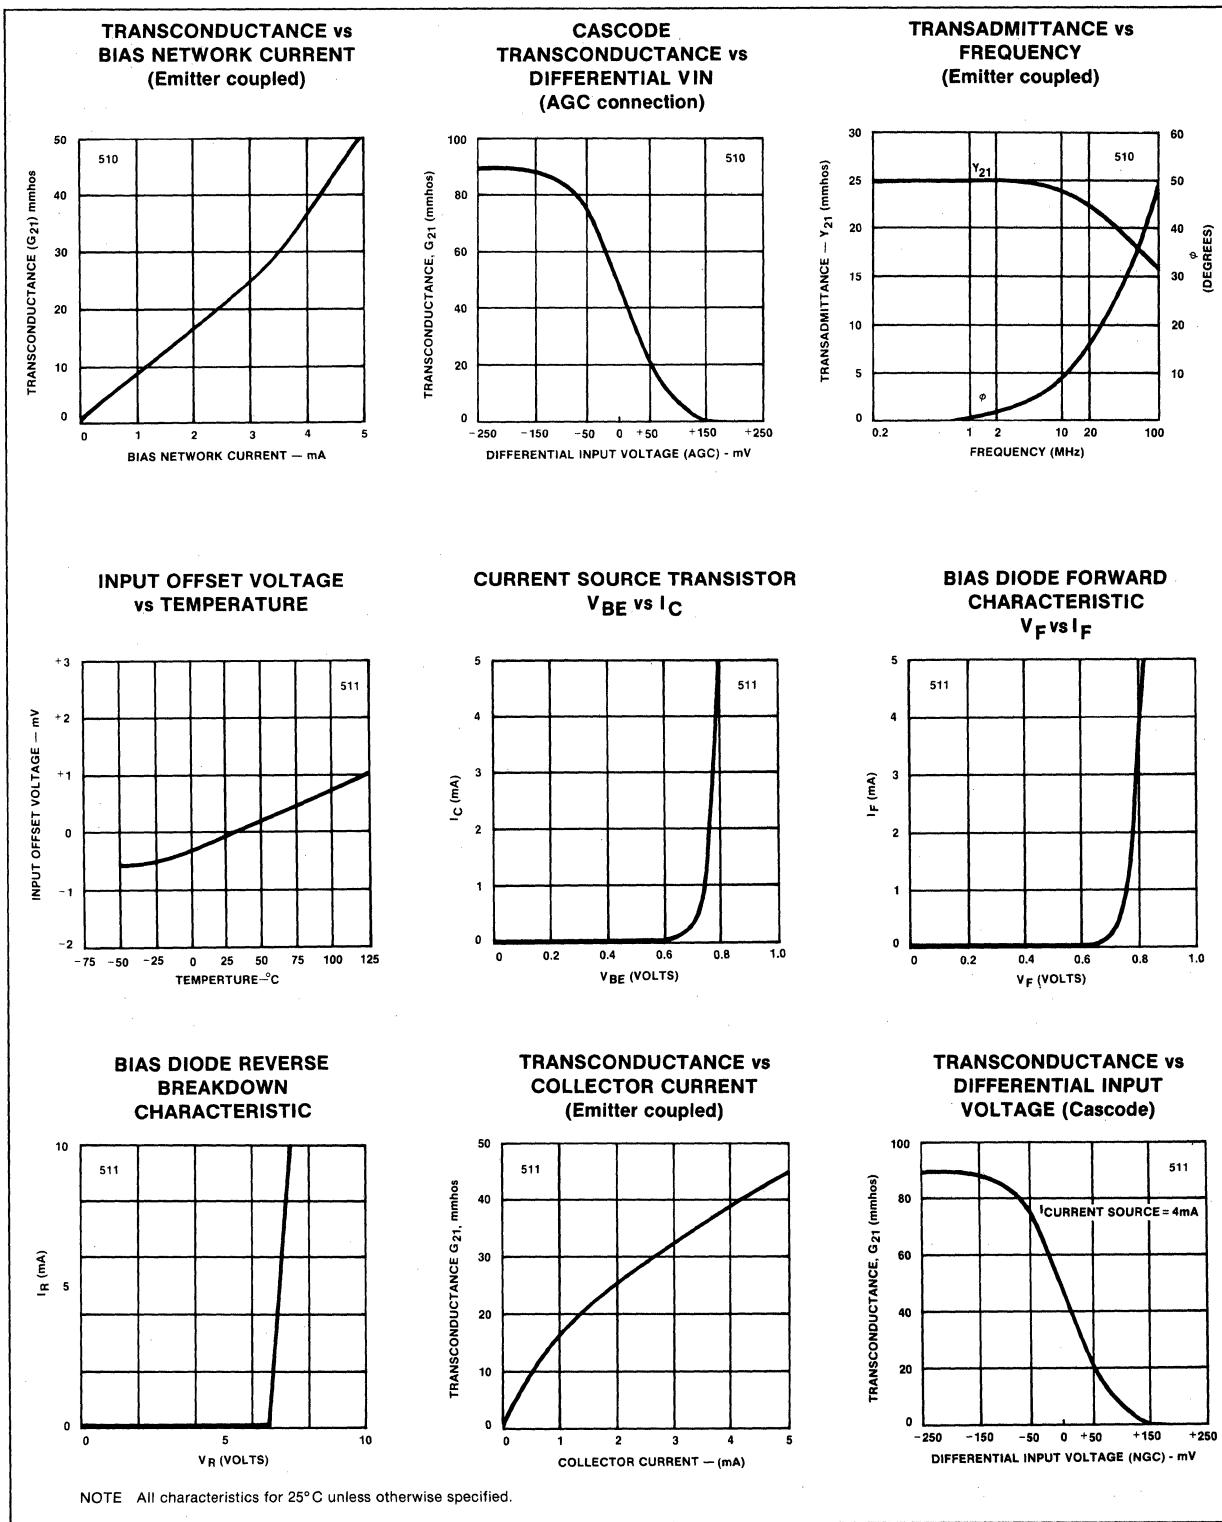 TRANSCONDUCTANCE vs
BIAS NETWORK CURRENT
(Emitter coupled)
TRANSCONDUCTANCE (G21) mmhos
50
40
30
20
10
0
510
0 1 2 3 4 5
BIAS NETWORK CURRENT — mA
CASCODE
TRANSCONDUCTANCE vs
DIFFERENTIAL VIN
(AGC connection)
TRANSCONDUCTANCE, G21 (mmhos)
100
80
60
40
20
0
510
-250 -150 -50 0 +50 +150 +250
DIFFERENTIAL INPUT VOLTAGE (AGC) - mV
TRANSADMITTANCE vs
FREQUENCY
(Emitter coupled)
TRANSADMITTANCE — Y21 (mmhos)
30
25
20
15
10
5
0
Y21
510
φ
60
50
40
30
20
10
φ
(DEGREES)
0.2 1 2 10 20 100
FREQUENCY (MHz)
INPUT OFFSET VOLTAGE
vs TEMPERATURE
INPUT OFFSET VOLTAGE — mV
+3
+2
+1
0
-1
-2
511
-75 -50 -25 0 25 50 75 100 125
TEMPERTURE—°C
CURRENT SOURCE TRANSISTOR
VBE vs IC
IC (mA)
5
4
3
2
1
0
511
0 0.2 0.4 0.6 0.8 1.0
VBE (VOLTS)
BIAS DIODE FORWARD
CHARACTERISTIC
VF vs IF
IF (mA)
5
4
3
2
1
0
511
0 0.2 0.4 0.6 0.8 1.0
VF (VOLTS)
BIAS DIODE REVERSE
BREAKDOWN
CHARACTERISTIC
IR (mA)
10
5
0
511
0 5 10
VR (VOLTS)
TRANSCONDUCTANCE vs
COLLECTOR CURRENT
(Emitter coupled)
TRANSCONDUCTANCE G21, mmhos
50
40
30
20
10
0
511
0 1 2 3 4 5
COLLECTOR CURRENT — (mA)
TRANSCONDUCTANCE vs
DIFFERENTIAL INPUT
VOLTAGE (Cascode)
TRANSCONDUCTANCE, G21 (mmhos)
100
80
60
40
20
0
511
ICURRENT SOURCE = 4mA
-250 -150 -50 0 +50 +150 +250
DIFFERENTIAL INPUT VOLTAGE (NGC) - mV
NOTE All characteristics for 25°C unless otherwise specified.